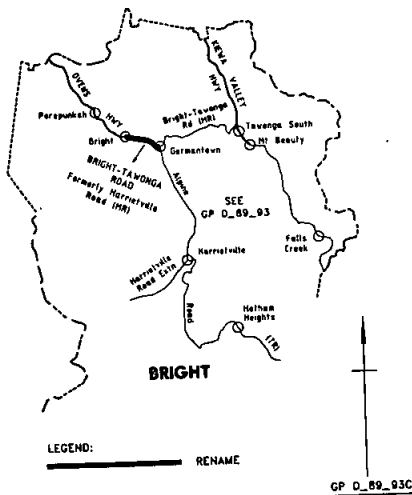 OVENS
HWY
KIEWA
VALLEY
HWY
Porepunkah
Bright
Bright-Tawonga
Rd (MR)
Tawonga South
Mt Beauty
Germantown
BRIGHT-TAWONGA
ROAD
Formerly Harrietville
Road (MR)
Alpine
SEE
GP D_89_93
Falls
Creek
Harrietville
Harrietville
Road Extn
Road
Hotham
Heights
(TR)
BRIGHT
LEGEND:
RENAME
GP D_89_93C